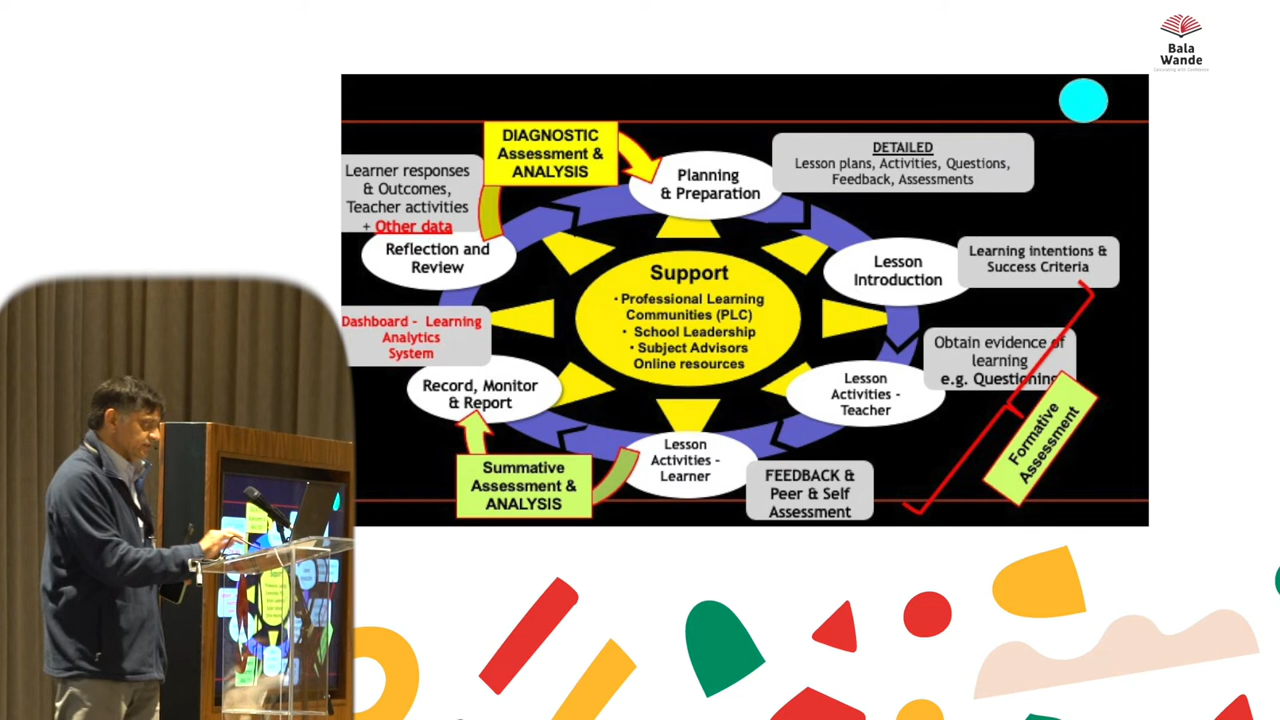 Bala
Wande
DIAGNOSTIC
Assessment &
ANALYSIS
Planning
& Preparation
DETAILED
Lesson plans, Activities, Questions,
Feedback, Assessments
Learner responses
& Outcomes,
Teacher activities
+ Other data
Reflection and
Review
Lesson
Introduction
Learning intentions &
Success Criteria
Support
• Professional Learning
Communities (PLC)
• School Leadership
• Subject Advisors
Online resources
Dashboard - Learning
Analytics
System
Obtain evidence of
learning
e.g. Questioning
Record, Monitor
& Report
Lesson
Activities -
Teacher
Formative
Assessment
Lesson
Activities -
Learner
Summative
Assessment &
ANALYSIS
FEEDBACK &
Peer & Self
Assessment